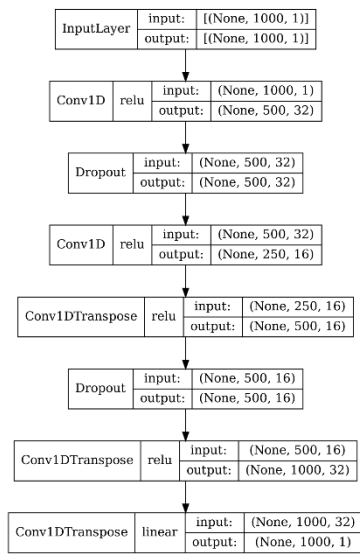 InputLayer input: [(None, 1000, 1)]
output: [(None, 1000, 1)]
Conv1D relu input: (None, 1000, 1)
output: (None, 500, 32)
Dropout input: (None, 500, 32)
output: (None, 500, 32)
Conv1D relu input: (None, 500, 32)
output: (None, 250, 16)
Conv1DTranspose relu input: (None, 250, 16)
output: (None, 500, 16)
Dropout input: (None, 500, 16)
output: (None, 500, 16)
Conv1DTranspose relu input: (None, 500, 16)
output: (None, 1000, 32)
Conv1DTranspose linear input: (None, 1000, 32)
output: (None, 1000, 1)